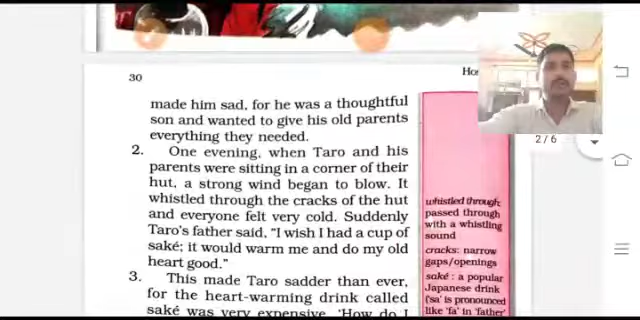 30
Ho
made him sad, for he was a thoughtful
son and wanted to give his old parents
everything they needed.
2. One evening, when Taro and his
parents were sitting in a corner of their
hut, a strong wind began to blow. It
whistled through the cracks of the hut
and everyone felt very cold. Suddenly
Taro's father said, "I wish I had a cup of
saké; it would warm me and do my old
heart good."
3. This made Taro sadder than ever,
for the heart-warming drink called
saké was very expensive. 'How do I
2/6
whistled through:
passed through
with a whistling
sound
cracks: narrow
gaps/openings
saké: a popular
Japanese drink
('sa' is pronounced
like 'fa' in 'father'